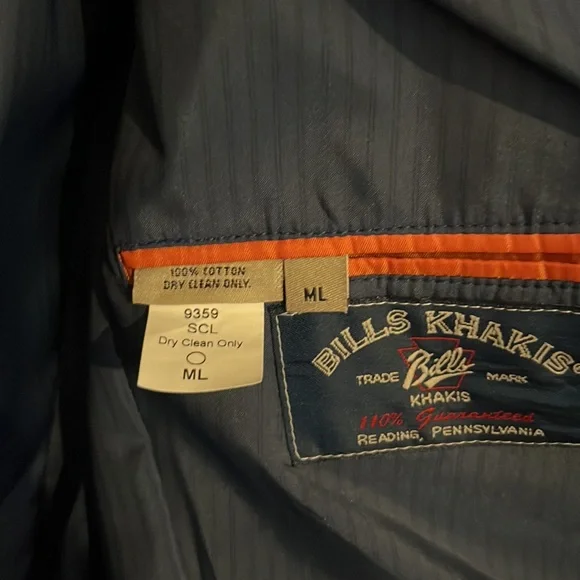 100% COTTON
DRY CLEAN ONLY.
ML
9359
SCL
Dry Clean Only
ML
BILLS KHAKIS
Bills
TRADE MARK
KHAKIS
110% Guaranteed
READING, PENNSYLVANIA